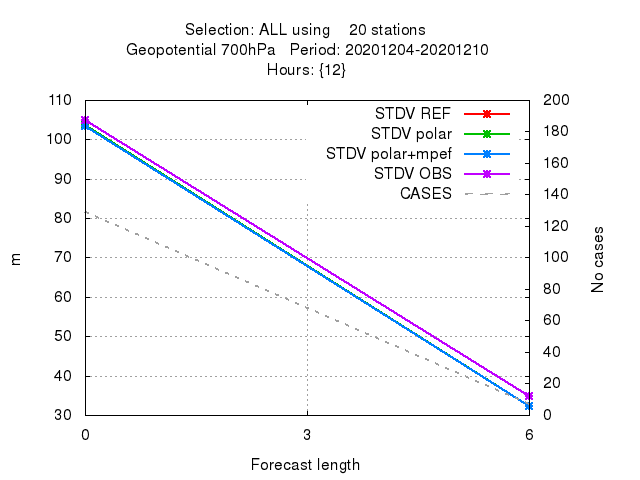 Selection: ALL using    20 stations
Geopotential 700hPa   Period: 20201204-20201210
Hours: {12}
110
100
90
80
70
60
50
40
30
200
180
160
140
120
100
80
60
40
20
0
STDV REF
STDV polar
STDV polar+mpef
STDV OBS
CASES
m
No cases
0
3
6
Forecast length